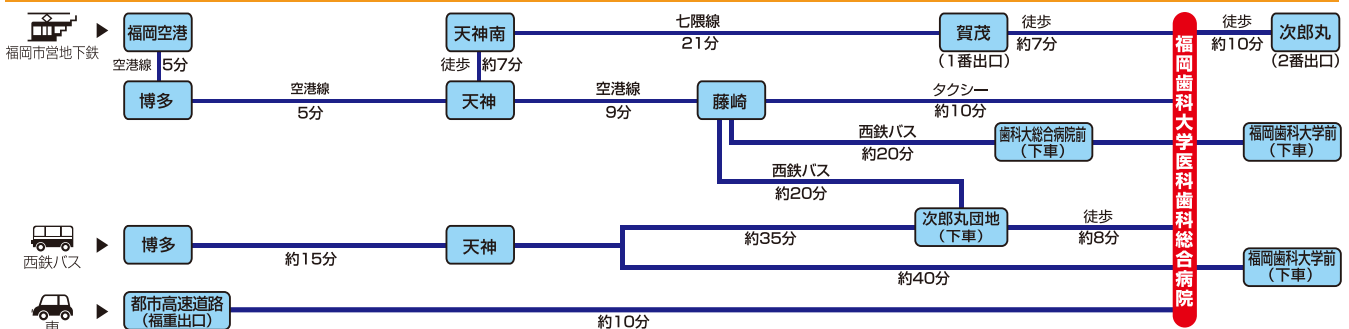 福岡市営地下鉄
福岡空港
空港線 5分
博多
空港線
5分
天神南
徒歩 約7分
天神
七隈線
21分
賀茂
(1番出口)
徒歩
約7分
空港線
9分
藤崎
タクシー
約10分
西鉄バス
約20分
歯科大総合病院前
(下車)
西鉄バス
約20分
次郎丸団地
(下車)
徒歩
約8分
福岡歯科大学医科歯科総合病院
徒歩
約10分
次郎丸
(2番出口)
福岡歯科大学前
(下車)
西鉄バス
博多
約15分
天神
約35分
約40分
福岡歯科大学前
(下車)
車
都市高速道路
(福重出口)
約10分